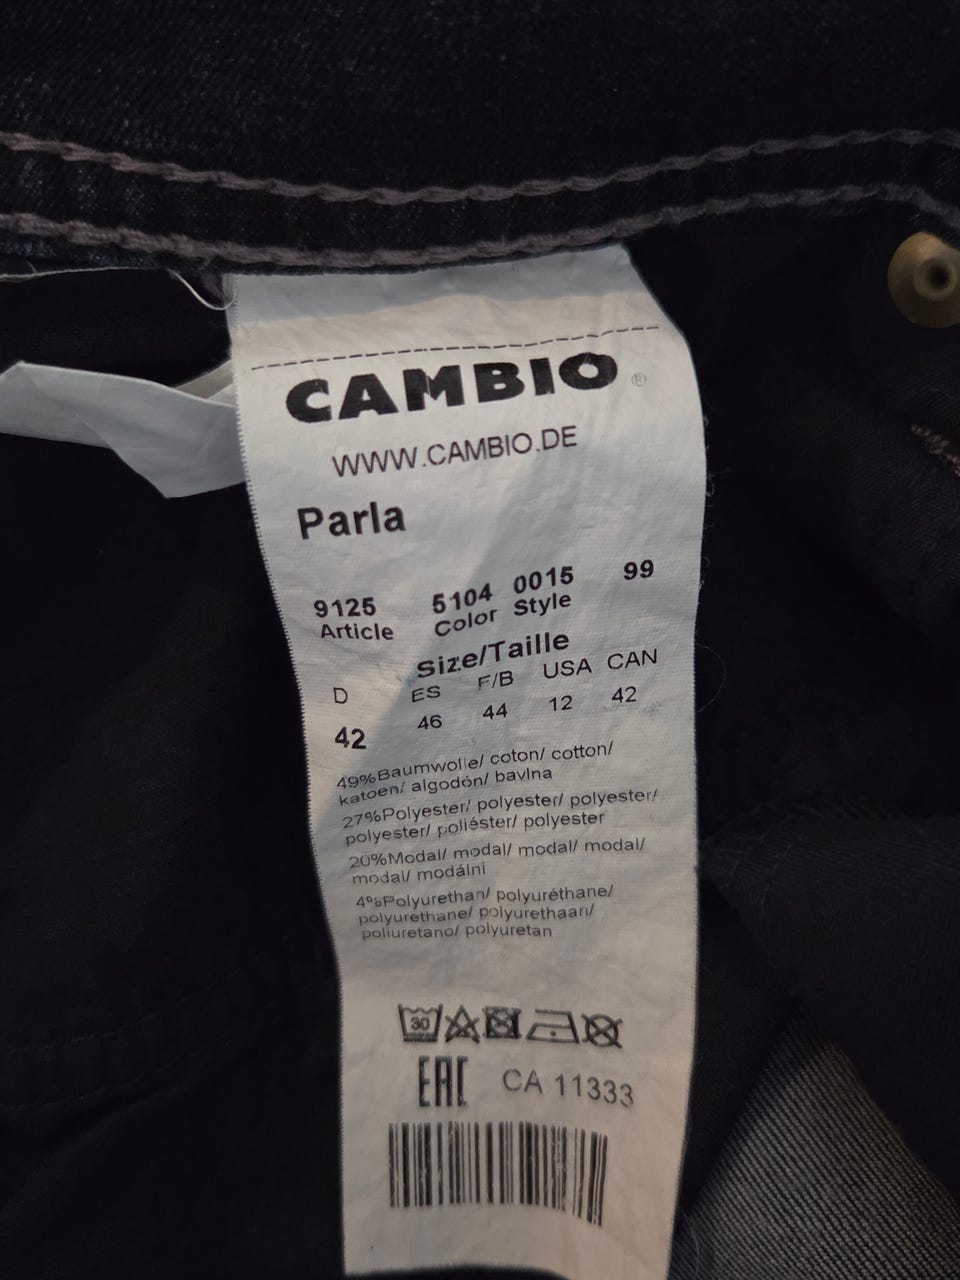 CAMBIO ®
WWW.CAMBIO.DE
Parla
9125 5104 0015 99
Article Color Style
Size/Taille
D ES F/B USA CAN
42 46 44 12 42
49%Baumwolle/ coton/ cotton/
katoen/ algodón/ bavlna
27%Polyester/ polyester/ polyester/
polyester/ poliéster/ polyester
20%Modal/ modal/ modal/ modal/
modal/ modální
4%Polyurethan/ polyuréthane/
polyurethane/ polyurethaan/
poliuretano/ polyuretan
30
EAC CA 11333